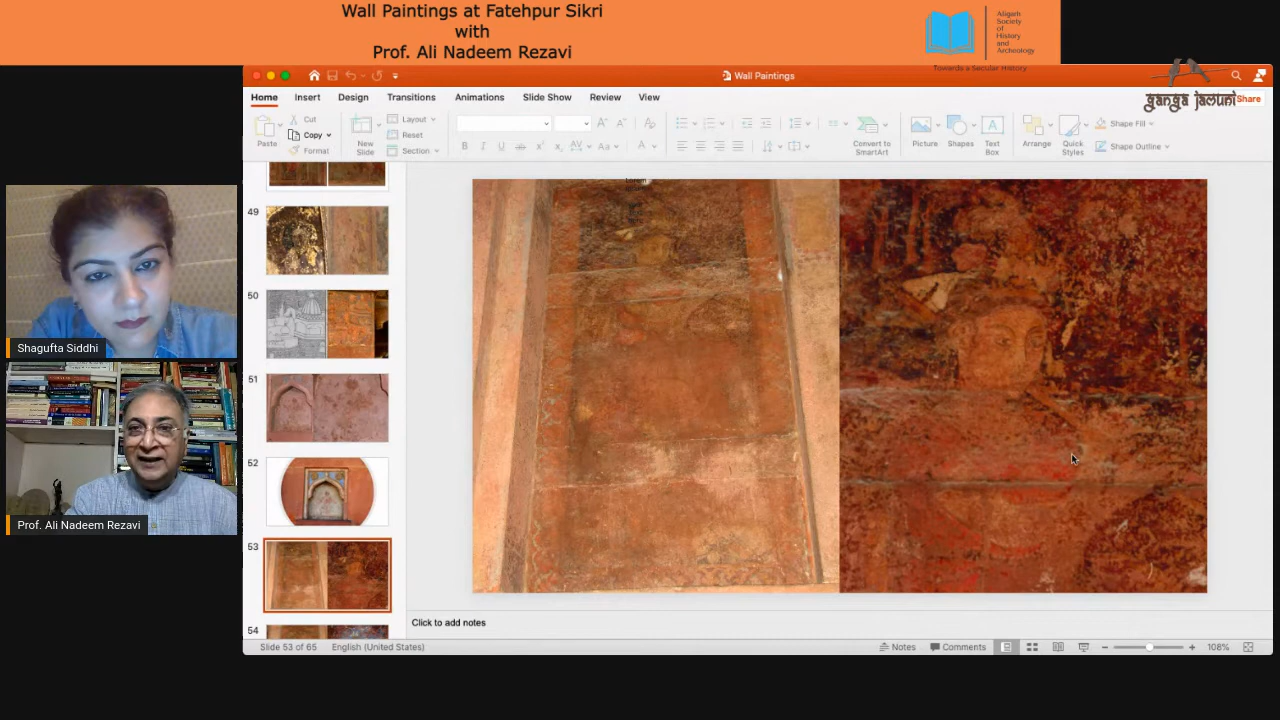 Wall Paintings at Fatehpur Sikri
with
Prof. Ali Nadeem Rezavi
Aligarh
Society
of
History
and
Archeology
Towards a Secular History
ganga jamuni
Wall Paintings
Share
Home
Insert
Design
Transitions
Animations
Slide Show
Review
View
Paste
Cut
Copy
Format
New
Slide
Layout
Reset
Section
Convert to
SmartArt
Picture
Shapes
Text
Box
Arrange
Quick
Styles
Shape Fill
Shape Outline
49
50
51
52
53
54
Shagufta Siddhi
Prof. Ali Nadeem Rezavi
Click to add notes
Slide 53 of 65
English (United States)
Notes
Comments
108%